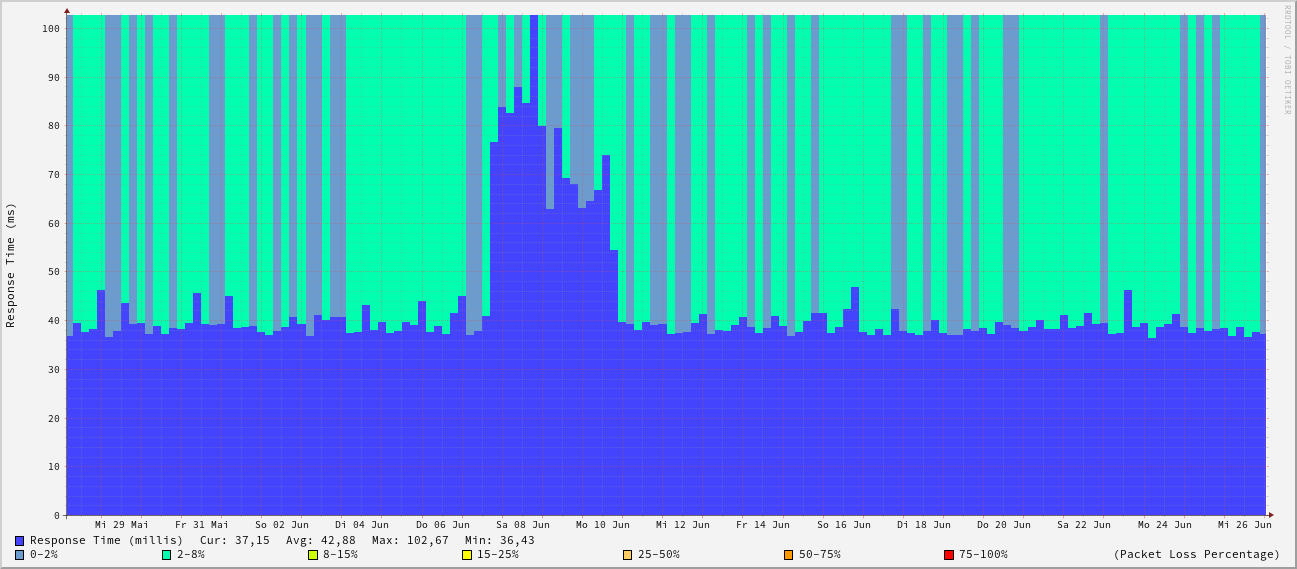 RRDTOOL / TOBI OETIKER
Response Time (ms)
100
90
80
70
60
50
40
30
20
10
0
Mi 29 Mai Fr 31 Mai So 02 Jun Di 04 Jun Do 06 Jun Sa 08 Jun Mo 10 Jun Mi 12 Jun Fr 14 Jun So 16 Jun Di 18 Jun Do 20 Jun Sa 22 Jun Mo 24 Jun Mi 26 Jun
Response Time (millis) Cur: 37,15 Avg: 42,88 Max: 102,67 Min: 36,43
0-2% 2-8% 8-15% 15-25% 25-50% 50-75% 75-100% (Packet Loss Percentage)